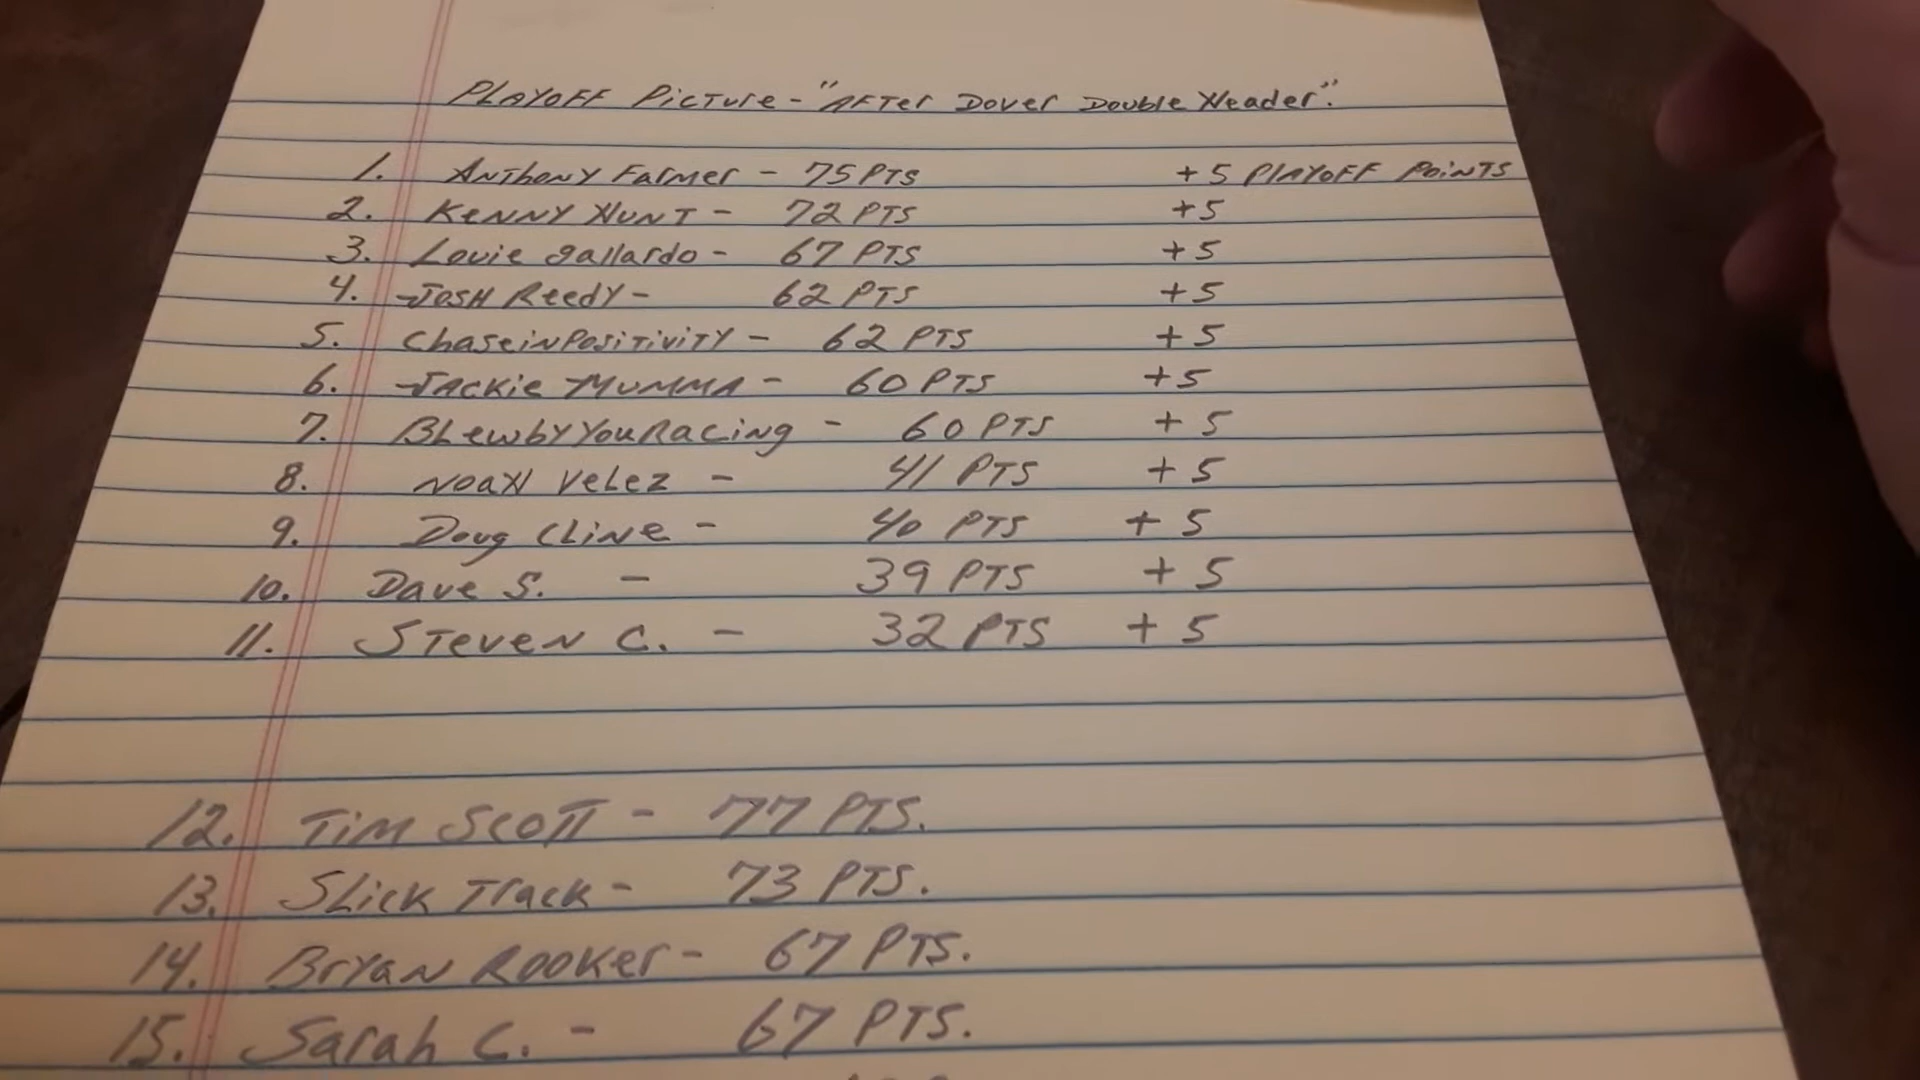 Playoff Picture - "After Dover Double Header".
1. Anthony Farmer - 75 PTS +5 Playoff Points
2. Kenny Hunt - 72 PTS +5
3. Louie gallardo - 67 PTS +5
4. Josh Reedy - 62 PTS +5
5. ChaseinPositivity - 62 PTS +5
6. Jackie Mumma - 60 PTS +5
7. BlewbyYouRacing - 60 PTS +5
8. Noah Velez - 41 PTS +5
9. Doug Cline - 40 PTS +5
10. Dave S. - 39 PTS +5
11. Steven C. - 32 PTS +5
12. Tim Scott - 77 PTS.
13. Slick Track - 73 PTS.
14. Bryan Rooker - 67 PTS.
15. Sarah C. - 67 PTS.